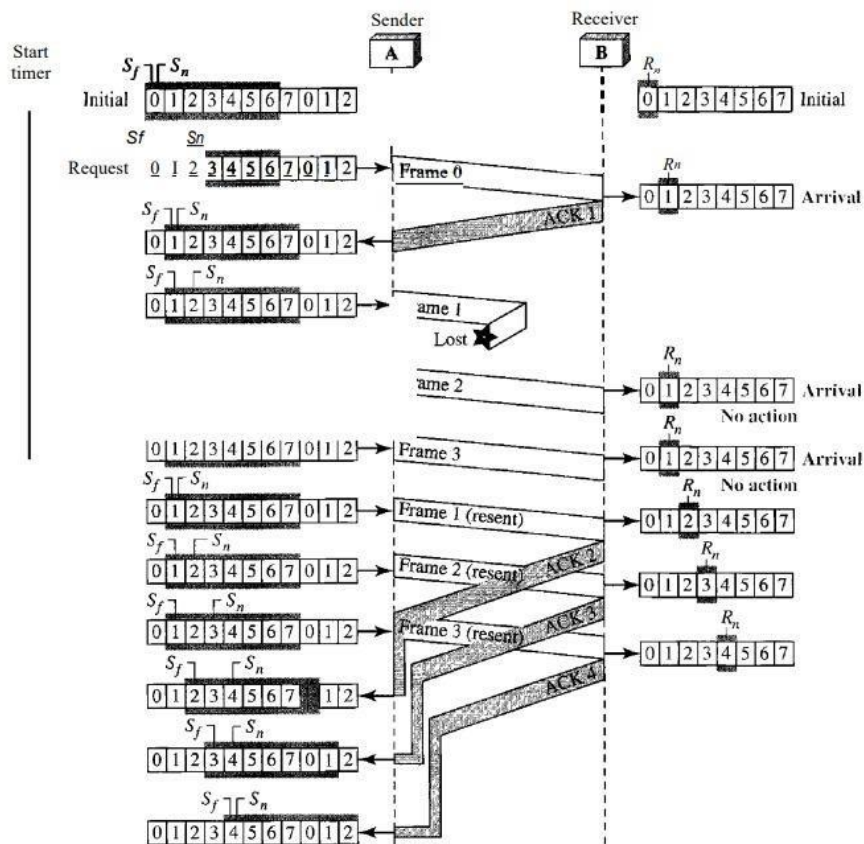 Sender
Receiver
Start
timer
A
B
Sf
Sn
Rn
Initial
0 1 2 3 4 5 6 7 0 1 2
0 1 2 3 4 5 6 7
Initial
Sf
Sn
Request
0 1 2 3 4 5 6 7 0 1 2
Frame 0
Rn
0 1 2 3 4 5 6 7
Arrival
Sf
Sn
ACK 1
0 1 2 3 4 5 6 7 0 1 2
Sf
Sn
0 1 2 3 4 5 6 7 0 1 2
ame 1
Lost
Rn
ame 2
0 1 2 3 4 5 6 7
Arrival
No action
Rn
0 1 2 3 4 5 6 7 0 1 2
Frame 3
0 1 2 3 4 5 6 7
Arrival
No action
Sf
Sn
Rn
0 1 2 3 4 5 6 7 0 1 2
Frame 1 (resent)
0 1 2 3 4 5 6 7
Sf
Sn
ACK 2
Rn
0 1 2 3 4 5 6 7 0 1 2
Frame 2 (resent)
0 1 2 3 4 5 6 7
Sf
Sn
ACK 3
Rn
0 1 2 3 4 5 6 7 0 1 2
Frame 3 (resent)
0 1 2 3 4 5 6 7
Sf
Sn
ACK 4
0 1 2 3 4 5 6 7 1 2
Sf
Sn
0 1 2 3 4 5 6 7 0 1 2
Sf
Sn
0 1 2 3 4 5 6 7 0 1 2